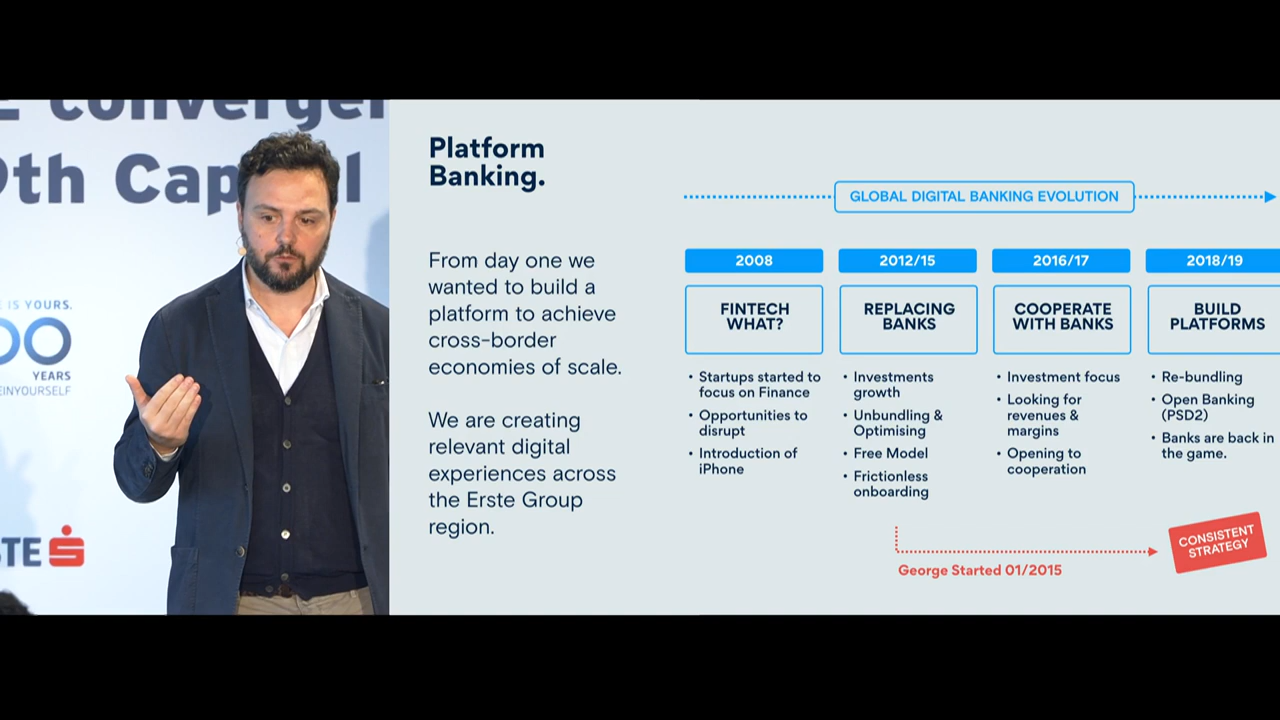 th Cap l
E IS YOURS.
00
YEARS
EINYOURSELF
STE
Platform
Banking.
From day one we
wanted to build a
platform to achieve
cross-border
economies of scale.
We are creating
relevant digital
experiences across
the Erste Group
region.
GLOBAL DIGITAL BANKING EVOLUTION
2008
FINTECH
WHAT?
• Startups started to
focus on Finance
• Opportunities to
disrupt
• Introduction of
iPhone
2012/15
REPLACING
BANKS
• Investments
growth
• Unbundling &
Optimising
• Free Model
• Frictionless
onboarding
2016/17
COOPERATE
WITH BANKS
• Investment focus
• Looking for
revenues &
margins
• Opening to
cooperation
2018/19
BUILD
PLATFORMS
• Re-bundling
• Open Banking
(PSD2)
• Banks are back in
the game.
George Started 01/2015
CONSISTENT
STRATEGY